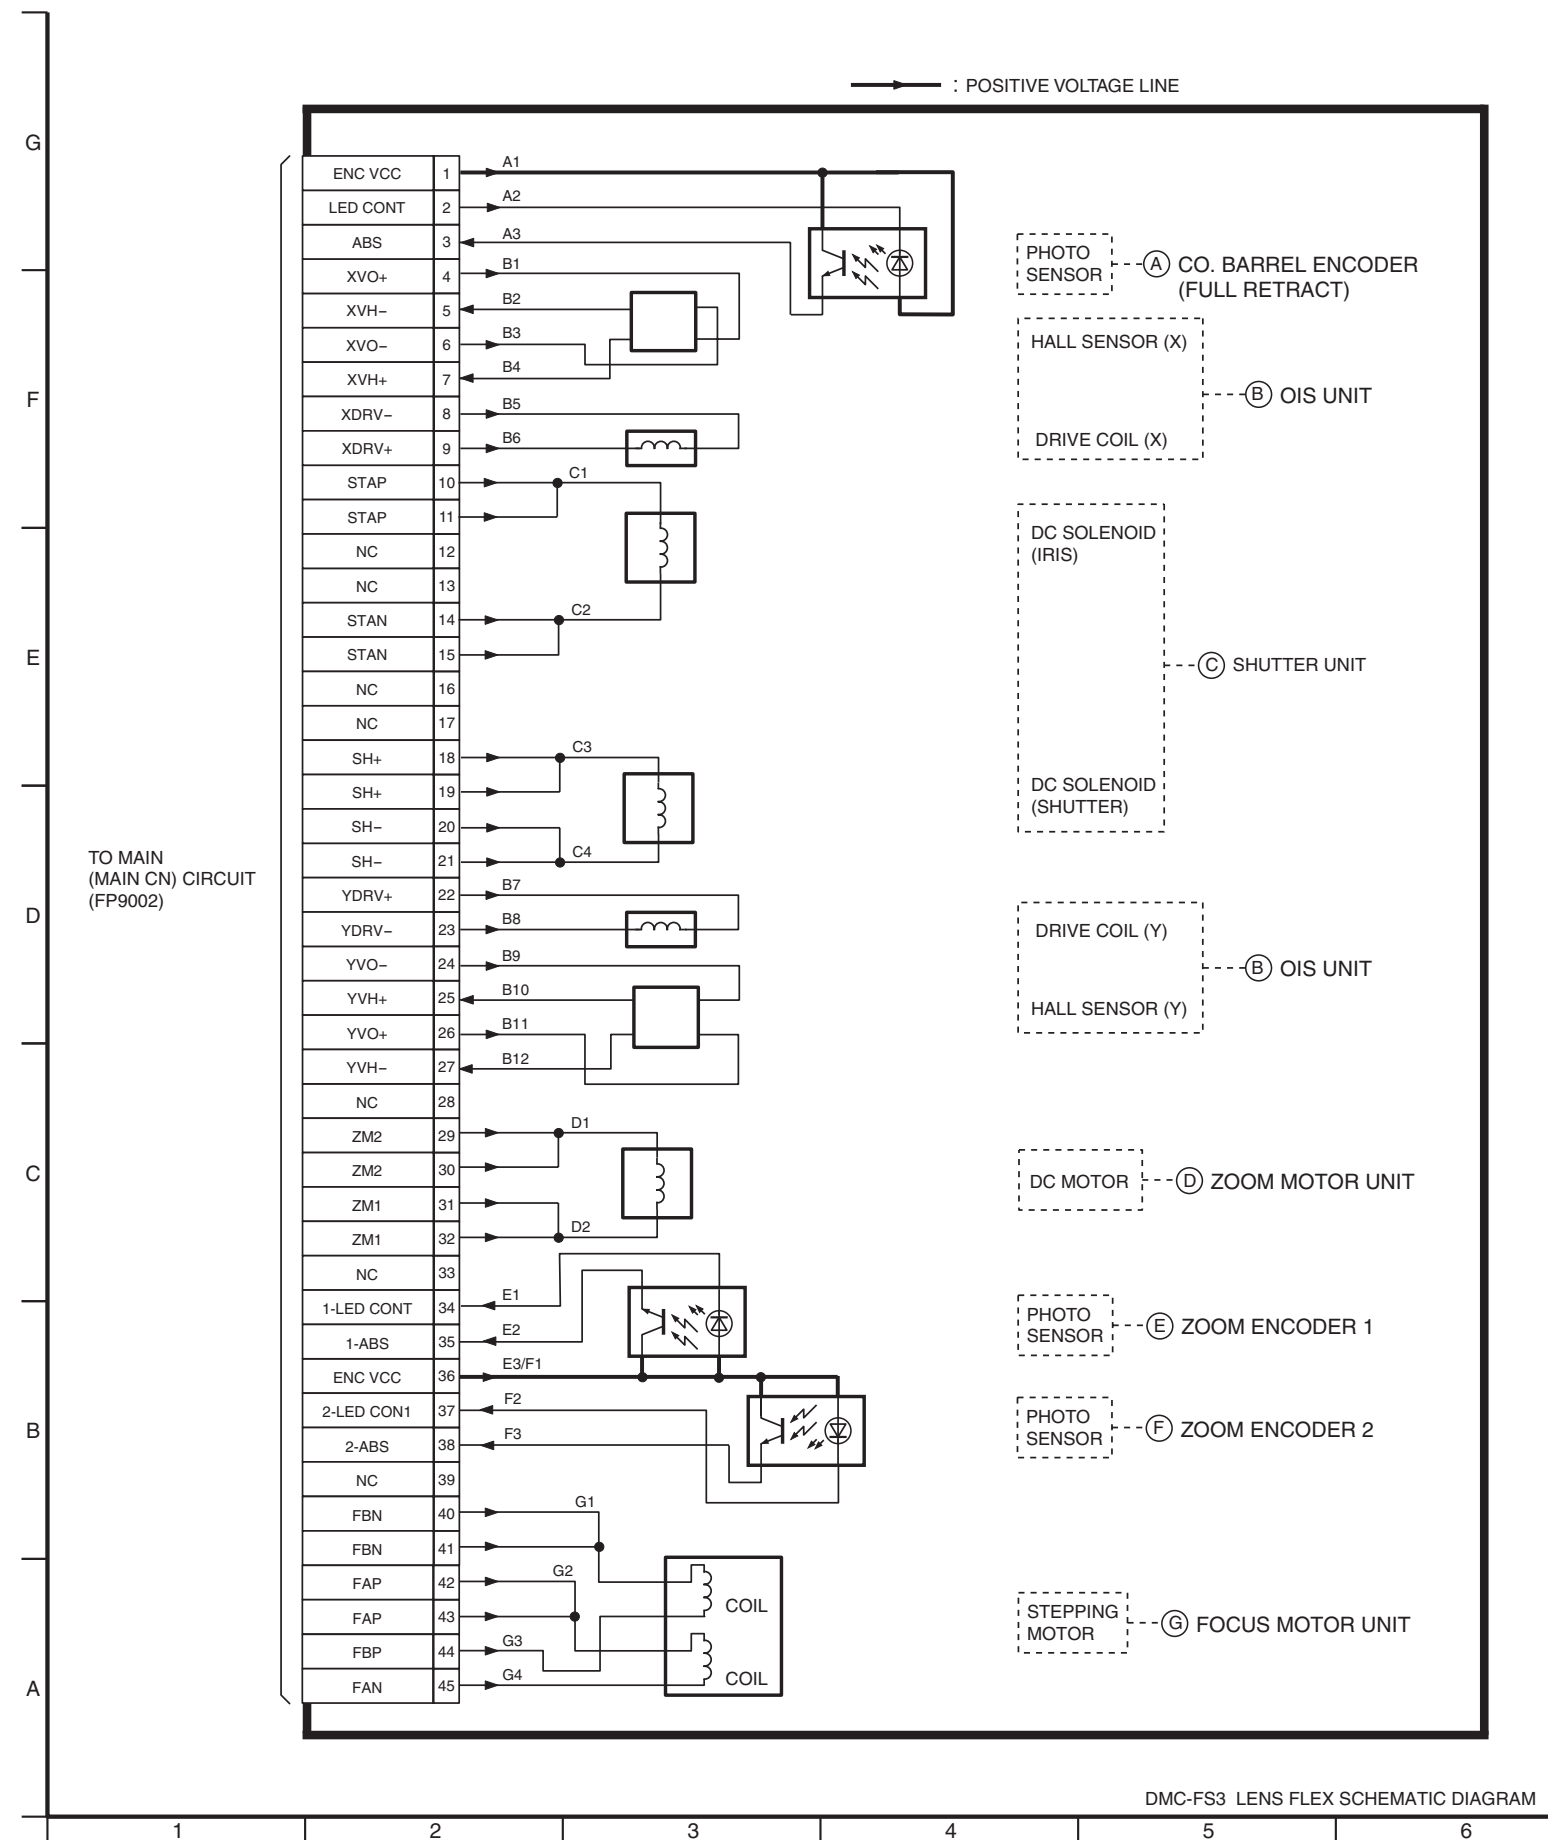 : POSITIVE VOLTAGE LINE
G
F
E
D
C
B
A
TO MAIN
(MAIN CN) CIRCUIT
(FP9002)
ENC VCC 1 A1
LED CONT 2 A2
ABS 3 A3
XVO+ 4 B1
XVH− 5 B2
XVO− 6 B3
XVH+ 7 B4
XDRV− 8 B5
XDRV+ 9 B6
STAP 10 C1
STAP 11
NC 12
NC 13
STAN 14 C2
STAN 15
NC 16
NC 17
SH+ 18 C3
SH+ 19
SH− 20
SH− 21 C4
YDRV+ 22 B7
YDRV− 23 B8
YVO− 24 B9
YVH+ 25 B10
YVO+ 26 B11
YVH− 27 B12
NC 28
ZM2 29 D1
ZM2 30
ZM1 31
ZM1 32 D2
NC 33
1-LED CONT 34 E1
1-ABS 35 E2
ENC VCC 36 E3/F1
2-LED CON1 37 F2
2-ABS 38 F3
NC 39
FBN 40 G1
FBN 41
FAP 42 G2
FAP 43
FBP 44 G3
FAN 45 G4
COIL
COIL
PHOTO
SENSOR
A CO. BARREL ENCODER
(FULL RETRACT)
HALL SENSOR (X)
B OIS UNIT
DRIVE COIL (X)
DC SOLENOID
(IRIS)
C SHUTTER UNIT
DC SOLENOID
(SHUTTER)
DRIVE COIL (Y)
B OIS UNIT
HALL SENSOR (Y)
DC MOTOR D ZOOM MOTOR UNIT
PHOTO
SENSOR
E ZOOM ENCODER 1
PHOTO
SENSOR
F ZOOM ENCODER 2
STEPPING
MOTOR
G FOCUS MOTOR UNIT
DMC-FS3 LENS FLEX SCHEMATIC DIAGRAM
1 2 3 4 5 6